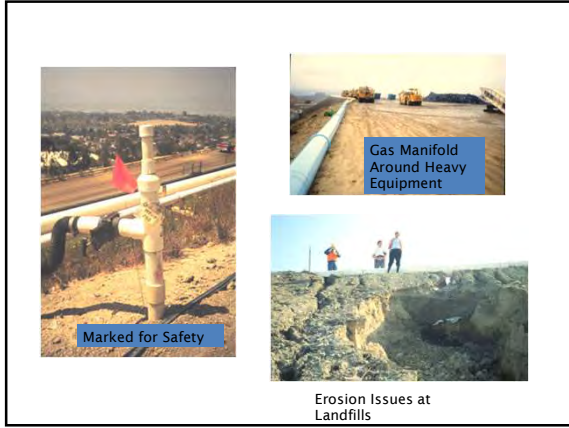 Gas Manifold
Around Heavy
Equipment
Marked for Safety
Erosion Issues at
Landfills